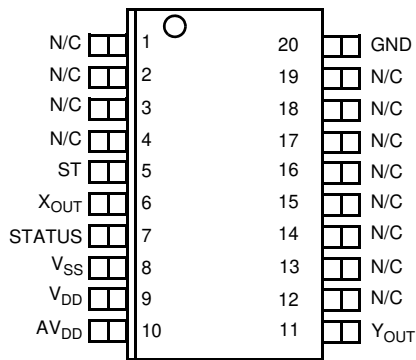 N/C 1 20 GND
N/C 2 19 N/C
N/C 3 18 N/C
N/C 4 17 N/C
ST 5 16 N/C
XOUT 6 15 N/C
STATUS 7 14 N/C
VSS 8 13 N/C
VDD 9 12 N/C
AVDD 10 11 YOUT